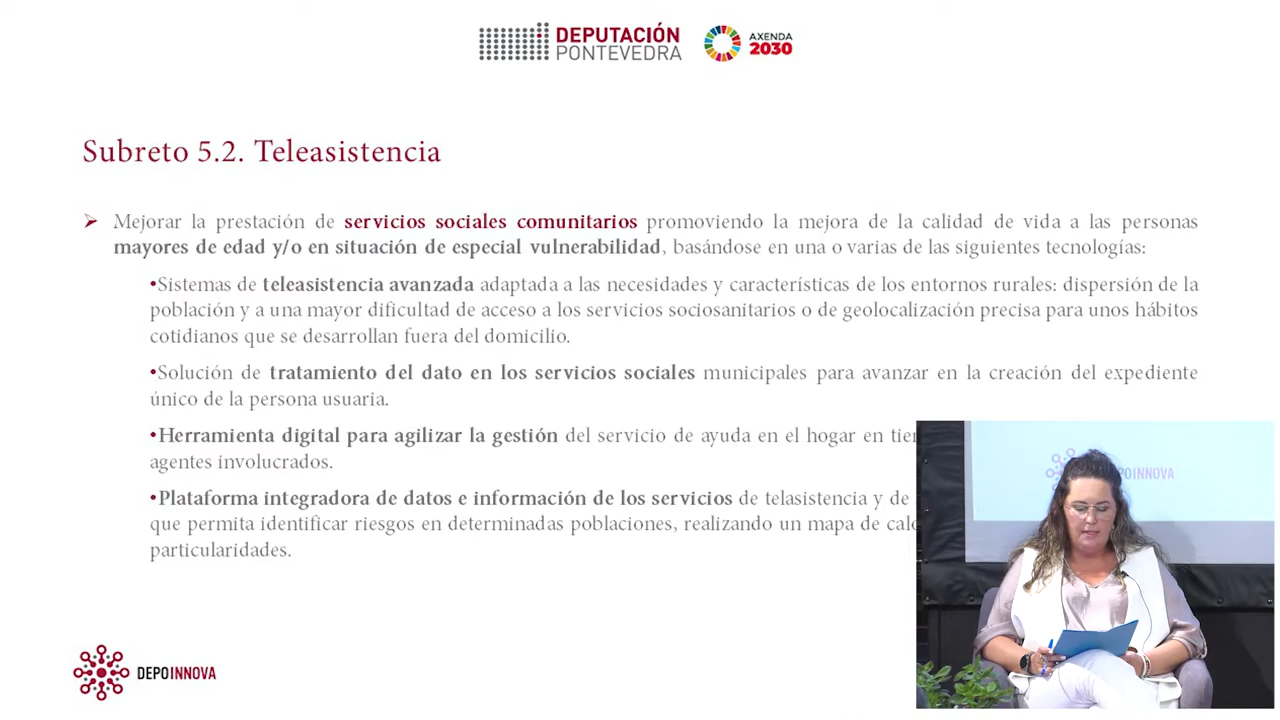 DEPUTACIÓN
PONTEVEDRA
AXENDA
2030
Subreto 5.2. Teleasistencia
Mejorar la prestación de servicios sociales comunitarios promoviendo la mejora de la calidad de vida a las personas
mayores de edad y/o en situación de especial vulnerabilidad, basándose en una o varias de las siguientes tecnologías:
•Sistemas de teleasistencia avanzada adaptada a las necesidades y características de los entornos rurales: dispersión de la
población y a una mayor dificultad de acceso a los servicios sociosanitarios o de geolocalización precisa para unos hábitos
cotidianos que se desarrollan fuera del domicilio.
•Solución de tratamiento del dato en los servicios sociales municipales para avanzar en la creación del expediente
único de la persona usuaria.
•Herramienta digital para agilizar la gestión del servicio de ayuda en el hogar en
agentes involucrados.
•Plataforma integradora de datos e información de los servicios de telasistencia y de
que permita identificar riesgos en determinadas poblaciones, realizando un mapa de
particularidades.
DEPOINNOVA